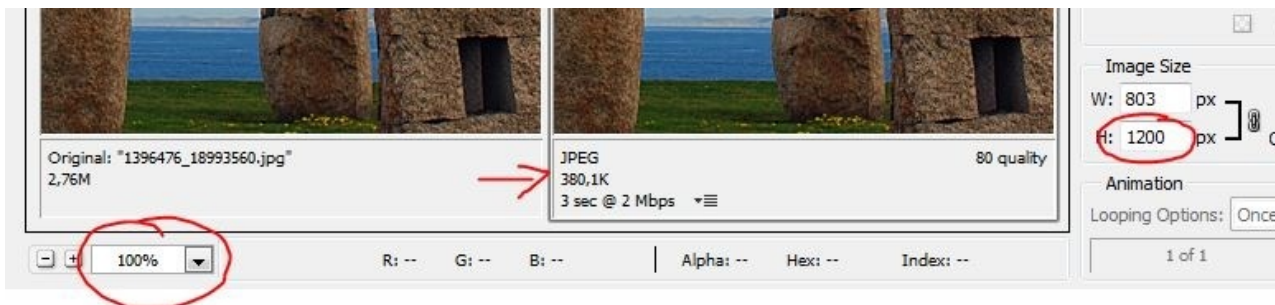 Original: "1396476_18993560.jpg"
2,76M
JPEG
80 quality
380,1K
3 sec @ 2 Mbps
100%
R: -- G: -- B: -- Alpha: -- Hex: -- Index: --
Image Size
W: 803 px
H: 1200 px
Animation
Looping Options: Once
1 of 1